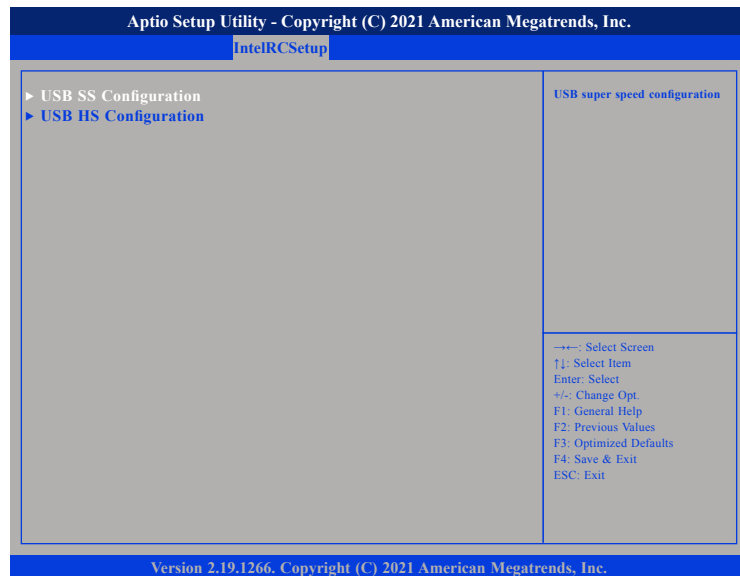 Aptio Setup Utility - Copyright (C) 2021 American Megatrends, Inc.
IntelRCSetup
► USB SS Configuration
► USB HS Configuration
USB super speed configuration
→←: Select Screen
↑↓: Select Item
Enter: Select
+/-: Change Opt.
F1: General Help
F2: Previous Values
F3: Optimized Defaults
F4: Save & Exit
ESC: Exit
Version 2.19.1266. Copyright (C) 2021 American Megatrends, Inc.